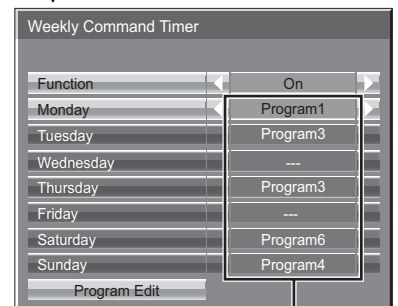 Weekly Command Timer
Function On
Monday Program1
Tuesday Program3
Wednesday ---
Thursday Program3
Friday ---
Saturday Program6
Sunday Program4
Program Edit